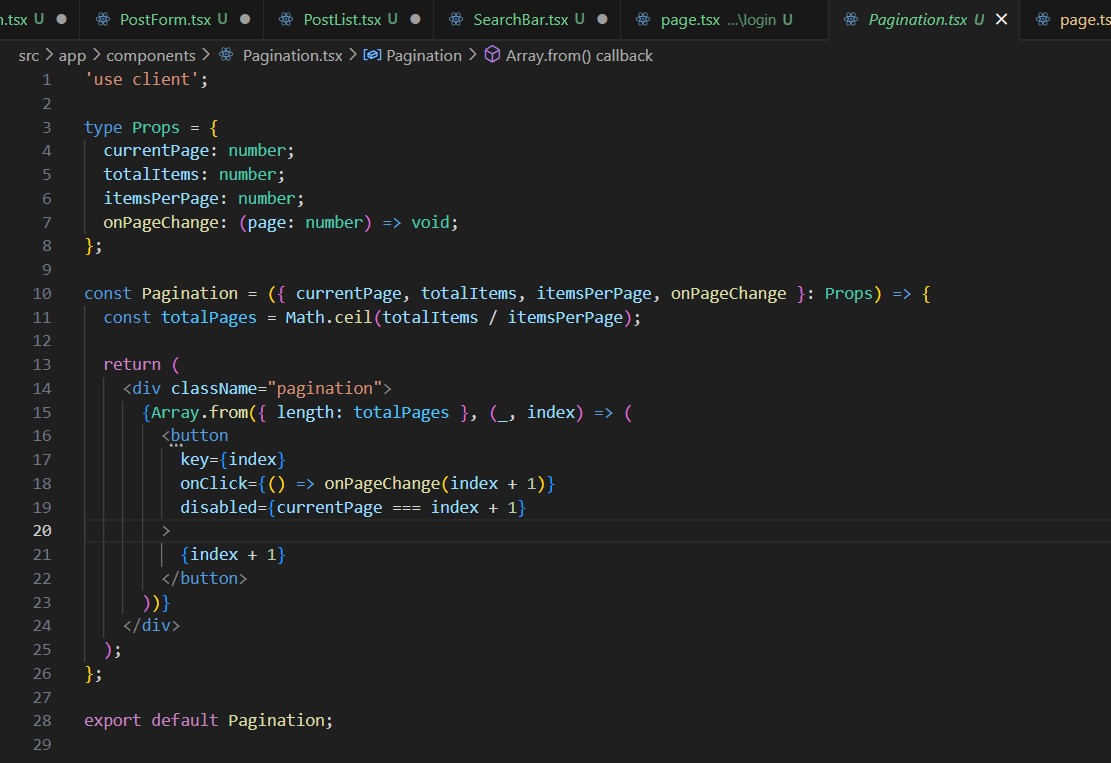 n.tsx U ● PostForm.tsx U ● PostList.tsx U ● SearchBar.tsx U ● page.tsx ...\login U Pagination.tsx U × page.ts
src > app > components > Pagination.tsx > Pagination > Array.from() callback
1 'use client';
2
3 type Props = {
4 currentPage: number;
5 totalItems: number;
6 itemsPerPage: number;
7 onPageChange: (page: number) => void;
8 };
9
10 const Pagination = ({ currentPage, totalItems, itemsPerPage, onPageChange }: Props) => {
11 const totalPages = Math.ceil(totalItems / itemsPerPage);
12
13 return (
14 <div className="pagination">
15 {Array.from({ length: totalPages }, (_, index) => (
16 <button
17 key={index}
18 onClick={() => onPageChange(index + 1)}
19 disabled={currentPage === index + 1}
20 >
21 {index + 1}
22 </button>
23 ))}
24 </div>
25 );
26 };
27
28 export default Pagination;
29